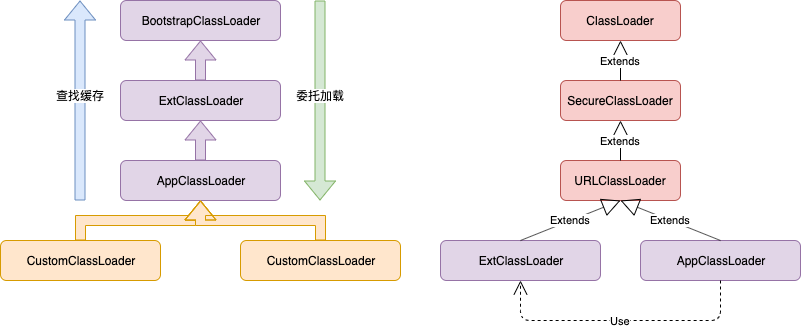 BootstrapClassLoader
查找缓存
ExtClassLoader
委托加载
AppClassLoader
CustomClassLoader
CustomClassLoader
ClassLoader
Extends
SecureClassLoader
Extends
URLClassLoader
Extends
Extends
ExtClassLoader
AppClassLoader
Use